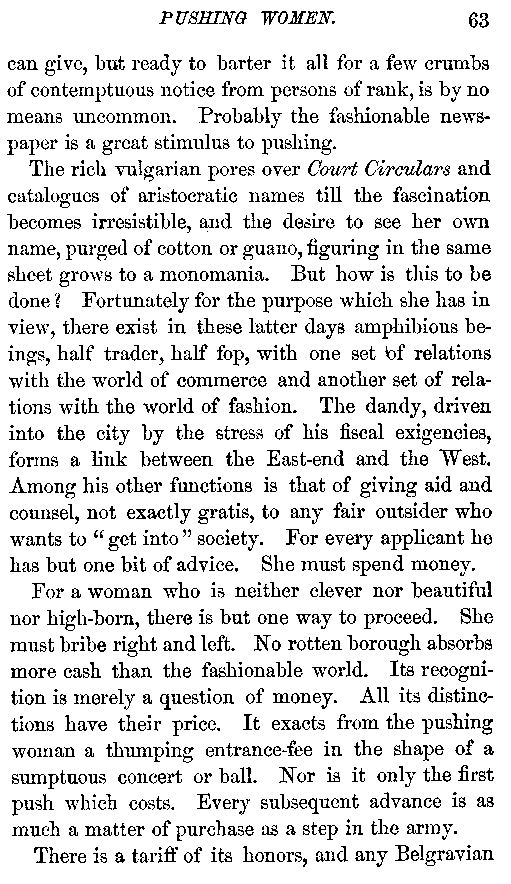 PUSHING WOMEN. 63
can give, but ready to barter it all for a few crumbs
of contemptuous notice from persons of rank, is by no
means uncommon. Probably the fashionable news-
paper is a great stimulus to pushing.
The rich vulgarian pores over Court Circulars and
catalogues of aristocratic names till the fascination
becomes irresistible, and the desire to see her own
name, purged of cotton or guano, figuring in the same
sheet grows to a monomania. But how is this to be
done? Fortunately for the purpose which she has in
view, there exist in these latter days amphibious be-
ings, half trader, half fop, with one set of relations
with the world of commerce and another set of rela-
tions with the world of fashion. The dandy, driven
into the city by the stress of his fiscal exigencies,
forms a link between the East-end and the West.
Among his other functions is that of giving aid and
counsel, not exactly gratis, to any fair outsider who
wants to "get into" society. For every applicant he
has but one bit of advice. She must spend money.
For a woman who is neither clever nor beautiful
nor high-born, there is but one way to proceed. She
must bribe right and left. No rotten borough absorbs
more cash than the fashionable world. Its recogni-
tion is merely a question of money. All its distinc-
tions have their price. It exacts from the pushing
woman a thumping entrance-fee in the shape of a
sumptuous concert or ball. Nor is it only the first
push which costs. Every subsequent advance is as
much a matter of purchase as a step in the army.
There is a tariff of its honors, and any Belgravian